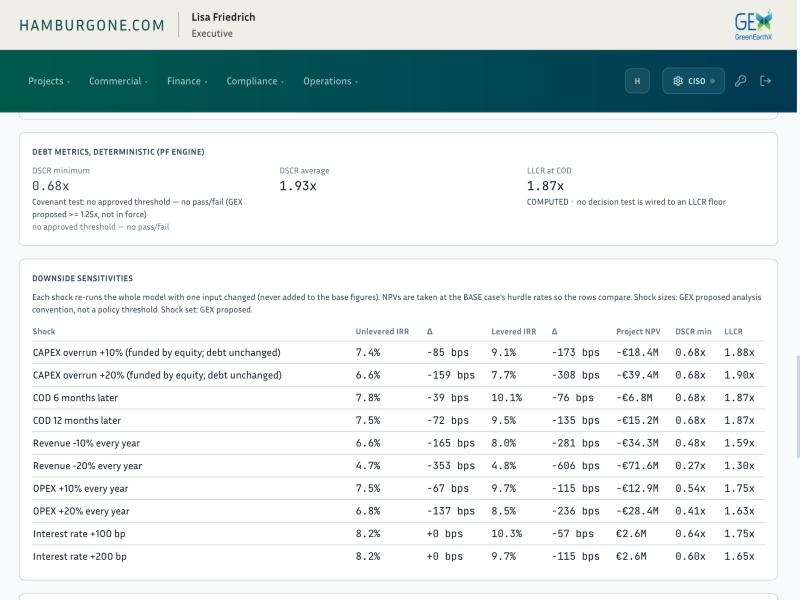 HAMBURGONE.COM
Lisa Friedrich
Executive
GEX
GreenEarthX
Projects Commercial Finance Compliance Operations H CISO
DEBT METRICS, DETERMINISTIC (PF ENGINE)
DSCR minimum DSCR average LLCR at COD
0.68x 1.93x 1.87x
Covenant test: no approved threshold — no pass/fail (GEX COMPUTED · no decision test is wired to an LLCR floor
proposed >= 1.25x, not in force)
no approved threshold — no pass/fail
DOWNSIDE SENSITIVITIES
Each shock re-runs the whole model with one input changed (never added to the base figures). NPVs are taken at the BASE case's hurdle rates so the rows compare. Shock sizes: GEX proposed analysis
convention, not a policy threshold. Shock set: GEX proposed.
Shock Unlevered IRR Δ Levered IRR Δ Project NPV DSCR min LLCR
CAPEX overrun +10% (funded by equity; debt unchanged) 7.4% -85 bps 9.1% -173 bps -€18.4M 0.68x 1.88x
CAPEX overrun +20% (funded by equity; debt unchanged) 6.6% -159 bps 7.7% -308 bps -€39.4M 0.68x 1.90x
COD 6 months later 7.8% -39 bps 10.1% -76 bps -€6.8M 0.68x 1.87x
COD 12 months later 7.5% -72 bps 9.5% -135 bps -€15.2M 0.68x 1.87x
Revenue -10% every year 6.6% -165 bps 8.0% -281 bps -€34.3M 0.48x 1.59x
Revenue -20% every year 4.7% -353 bps 4.8% -606 bps -€71.6M 0.27x 1.30x
OPEX +10% every year 7.5% -67 bps 9.7% -115 bps -€12.9M 0.54x 1.75x
OPEX +20% every year 6.8% -137 bps 8.5% -236 bps -€28.4M 0.41x 1.63x
Interest rate +100 bp 8.2% +0 bps 10.3% -57 bps €2.6M 0.64x 1.75x
Interest rate +200 bp 8.2% +0 bps 9.7% -115 bps €2.6M 0.60x 1.65x